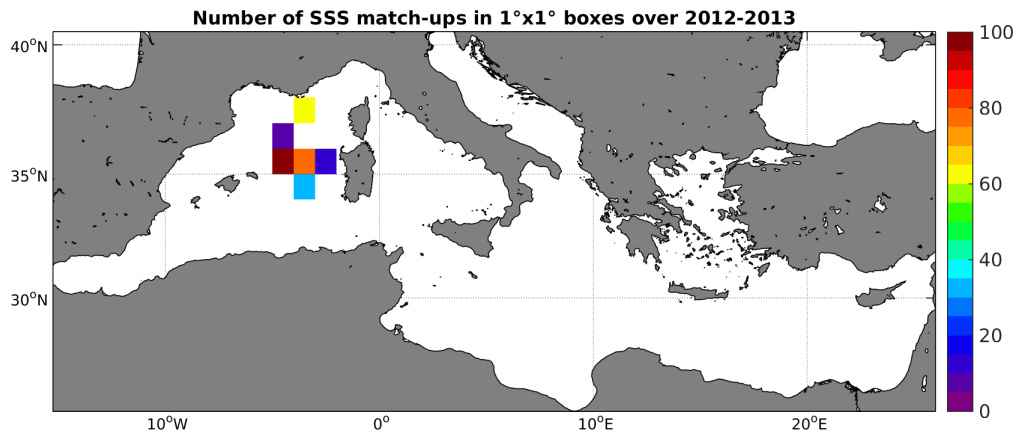 Number of SSS match-ups in 1°x1° boxes over 2012-2013
40°N
35°N
30°N
10°W
0°
10°E
20°E
100
80
60
40
20
0